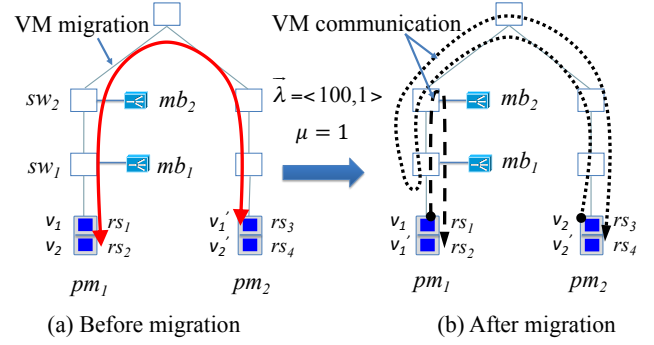 VM migration
VM communication
sw₂
mb₂
λ⃗ =<100,1>
mb₂
μ = 1
sw₁
mb₁
mb₁
v₁
rs₁
v₁′
rs₃
v₁
rs₁
v₂
rs₃
v₂
rs₂
v₂′
rs₄
v₁′
rs₂
v₂′
rs₄
pm₁
pm₂
pm₁
pm₂
(a) Before migration
(b) After migration